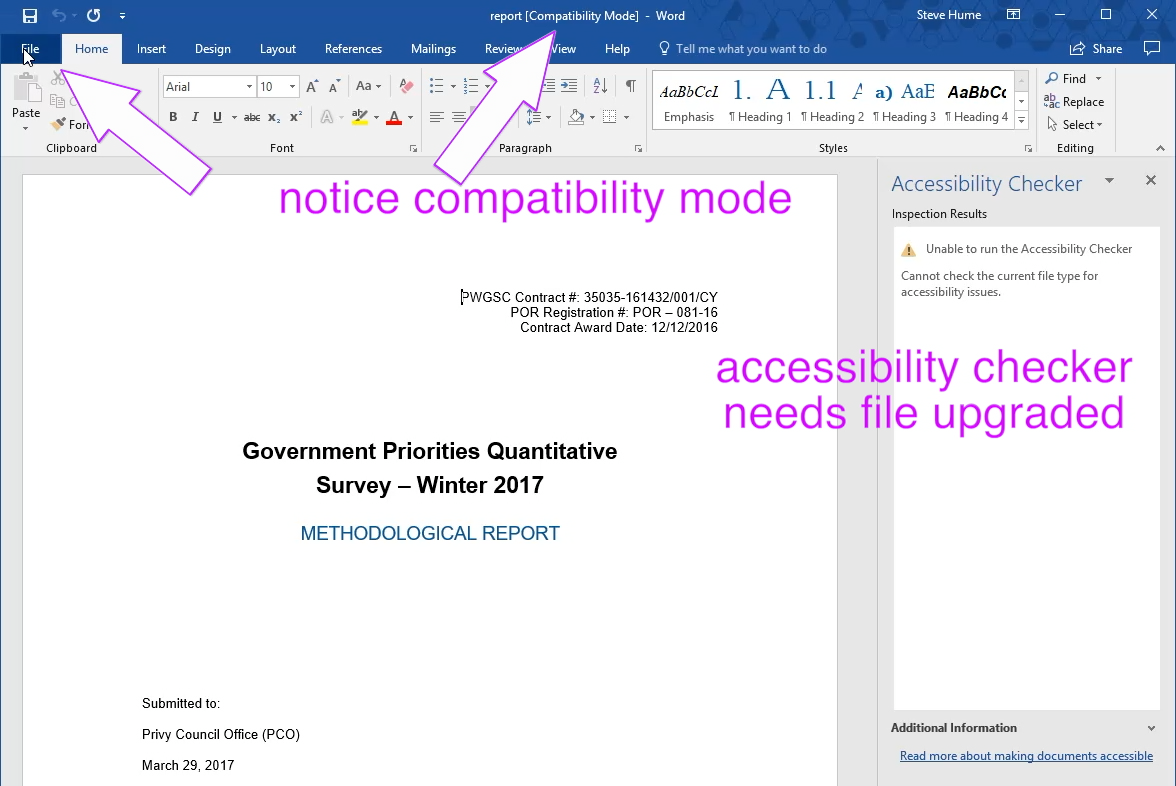 report [Compatibility Mode] - Word
Steve Hume
File Home Insert Design Layout References Mailings Review View Help Tell me what you want to do Share
Arial 10 Aa
Paste
B I U abc x₂ x² A ab A
AaBbCcI 1. A 1.1 A a) AaB AaBbCc
Emphasis ¶ Heading 1 ¶ Heading 2 ¶ Heading 3 ¶ Heading 4
Find
Replace
Select
Clipboard Font Paragraph Styles Editing
notice compatibility mode
Accessibility Checker
Inspection Results
Unable to run the Accessibility Checker
Cannot check the current file type for
accessibility issues.
PWGSC Contract #: 35035-161432/001/CY
POR Registration #: POR – 081-16
Contract Award Date: 12/12/2016
accessibility checker
needs file upgraded
Government Priorities Quantitative
Survey – Winter 2017
METHODOLOGICAL REPORT
Submitted to:
Privy Council Office (PCO)
March 29, 2017
Additional Information
Read more about making documents accessible